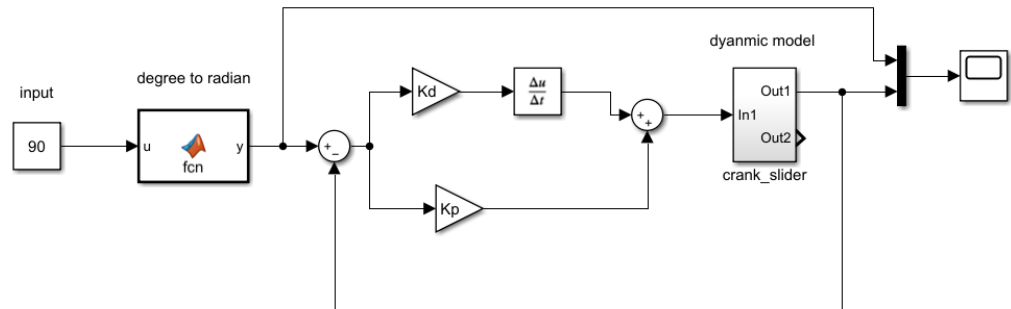 dyanmic model
degree to radian
input
90
u
fcn
y
+
−
Kd
Δu
Δt
Kp
+
+
In1
Out1
Out2
crank_slider